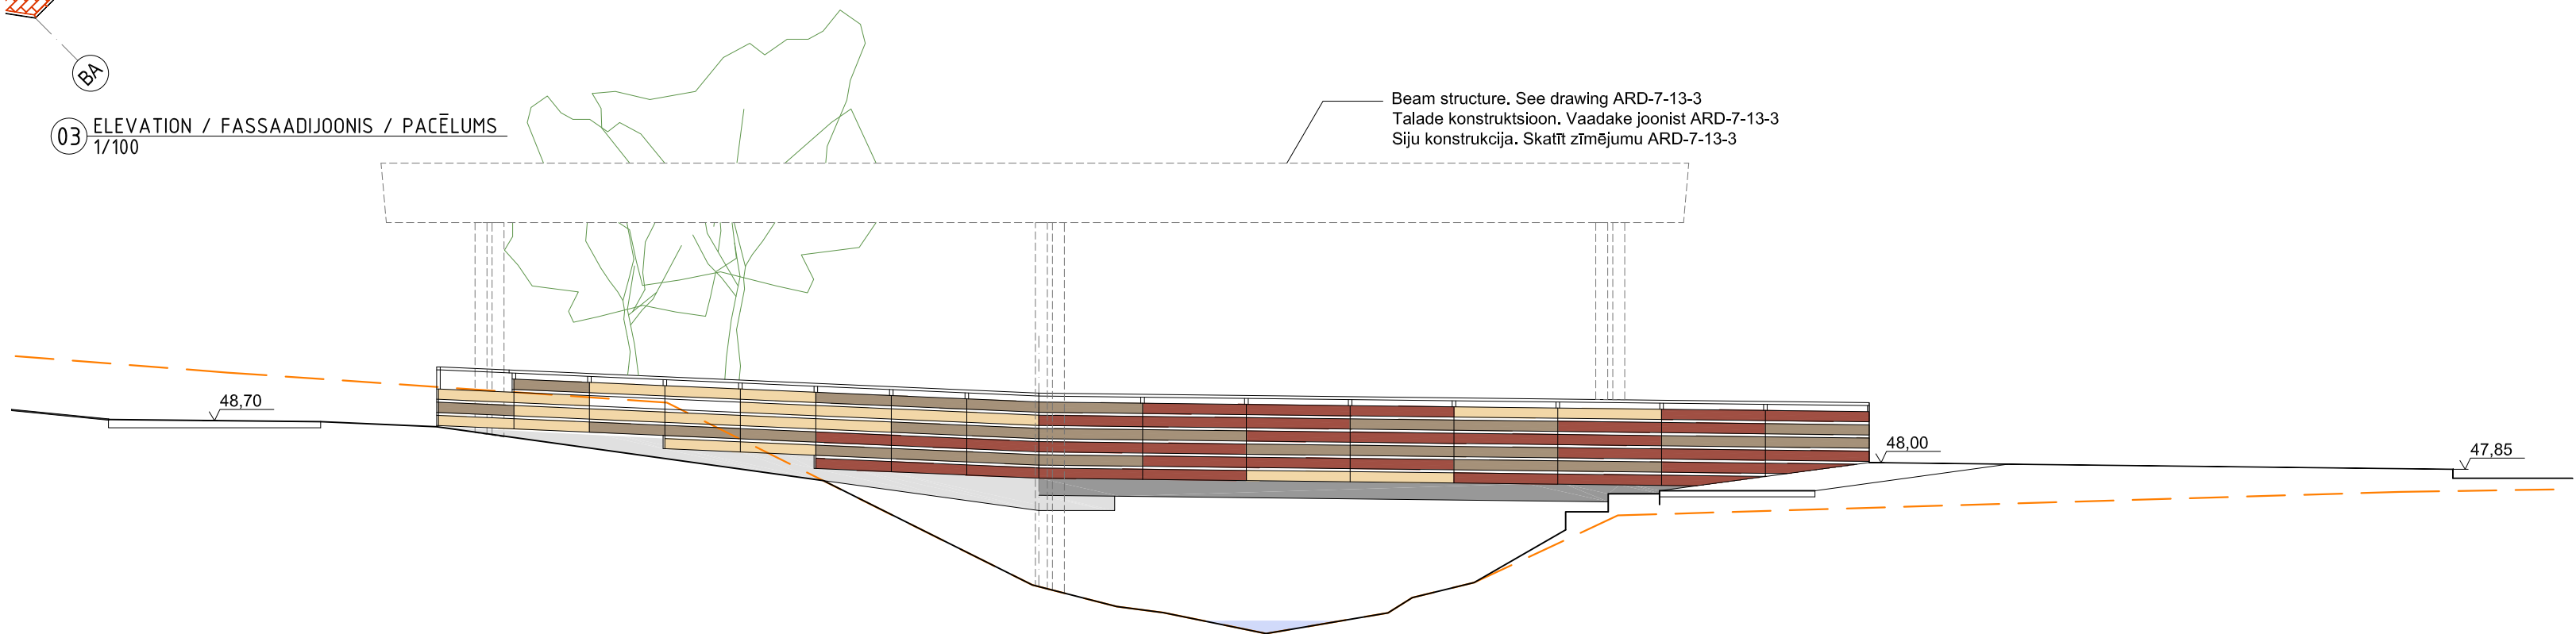 BA
03 ELEVATION / FASSAADIJOONIS / PACĒLUMS
1/100
Beam structure. See drawing ARD-7-13-3
Talade konstruktsioon. Vaadake joonist ARD-7-13-3
Siju konstrukcija. Skatīt zīmējumu ARD-7-13-3
48,70
48,00
47,85